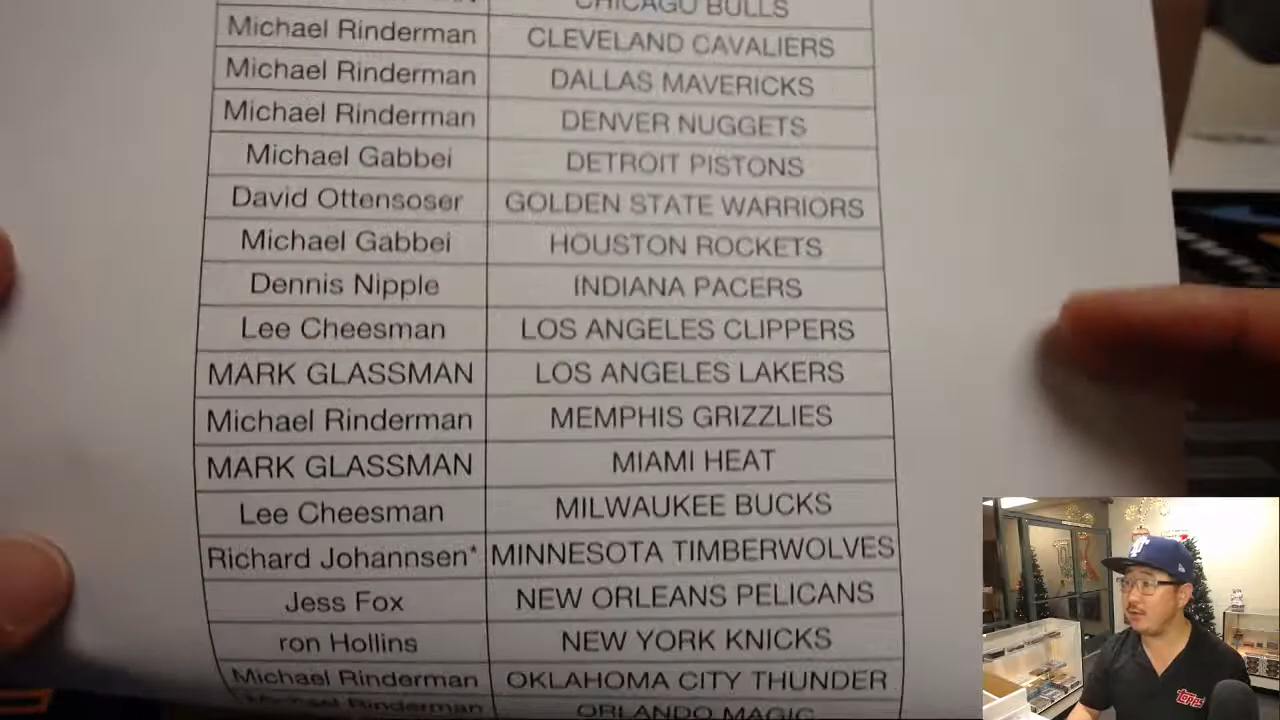 CHICAGO BULLS
Michael Rinderman CLEVELAND CAVALIERS
Michael Rinderman DALLAS MAVERICKS
Michael Rinderman DENVER NUGGETS
Michael Gabbei DETROIT PISTONS
David Ottensoser GOLDEN STATE WARRIORS
Michael Gabbei HOUSTON ROCKETS
Dennis Nipple INDIANA PACERS
Lee Cheesman LOS ANGELES CLIPPERS
MARK GLASSMAN LOS ANGELES LAKERS
Michael Rinderman MEMPHIS GRIZZLIES
MARK GLASSMAN MIAMI HEAT
Lee Cheesman MILWAUKEE BUCKS
Richard Johannsen* MINNESOTA TIMBERWOLVES
Jess Fox NEW ORLEANS PELICANS
ron Hollins NEW YORK KNICKS
Michael Rinderman OKLAHOMA CITY THUNDER
Michael Rinderman ORLANDO MAGIC
topps